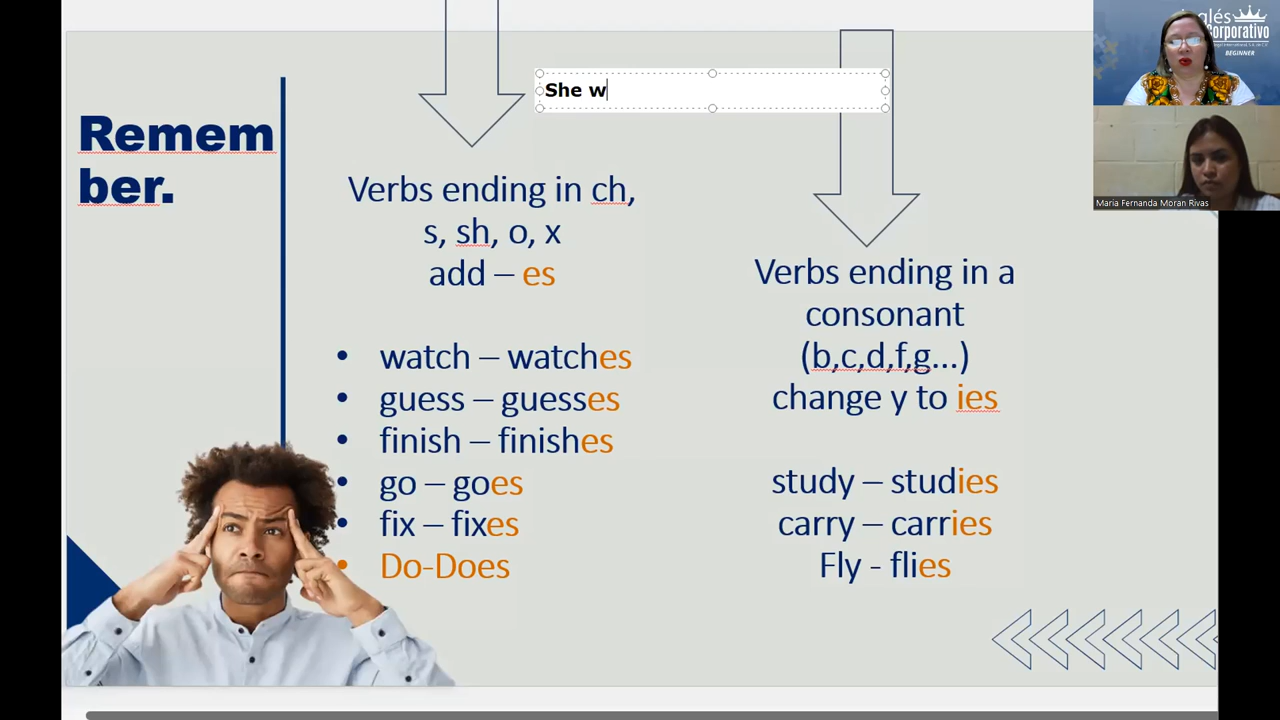 She w
Remem
ber.
Verbs ending in ch,
s, sh, o, x
add – es
• watch – watches
• guess – guesses
• finish – finishes
• go – goes
• fix – fixes
• Do-Does
Verbs ending in a
consonant
(b,c,d,f,g...)
change y to ies
study – studies
carry – carries
Fly - flies
Corporativo
BEGINNER
Maria Fernanda Moran Rivas